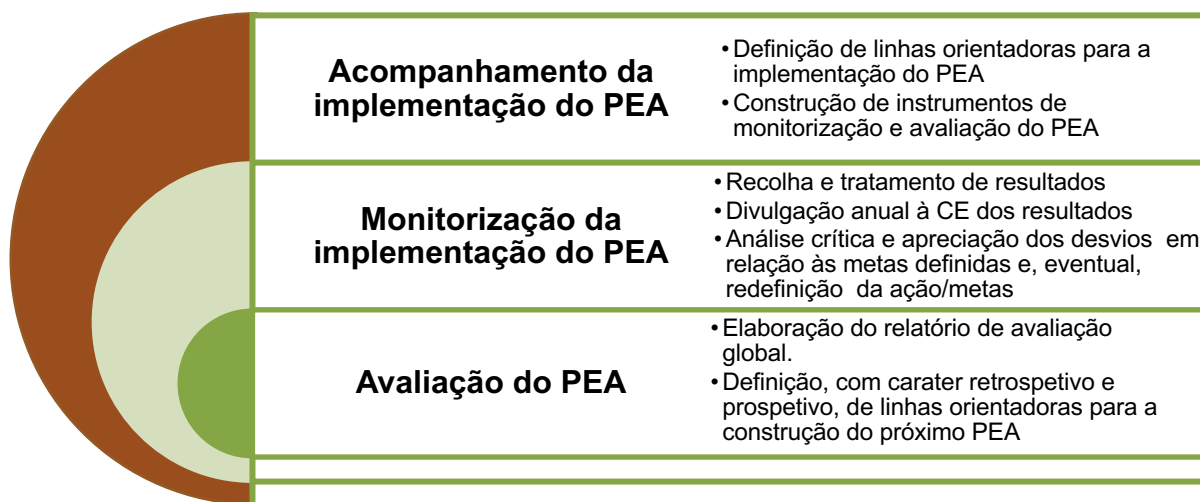 Acompanhamento da
implementação do PEA
•Definição de linhas orientadoras para a
implementação do PEA
•Construção de instrumentos de
monitorização e avaliação do PEA
Monitorização da
implementação do PEA
•Recolha e tratamento de resultados
•Divulgação anual à CE dos resultados
•Análise crítica e apreciação dos desvios em
relação às metas definidas e, eventual,
redefinição da ação/metas
Avaliação do PEA
•Elaboração do relatório de avaliação
global.
•Definição, com carater retrospetivo e
prospetivo, de linhas orientadoras para a
construção do próximo PEA